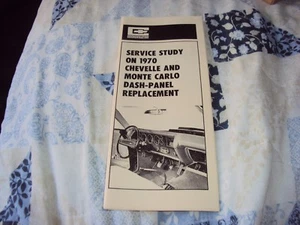 SERVICE STUDY
ON 1970
CHEVELLE AND
MONTE CARLO
DASH-PANEL
REPLACEMENT